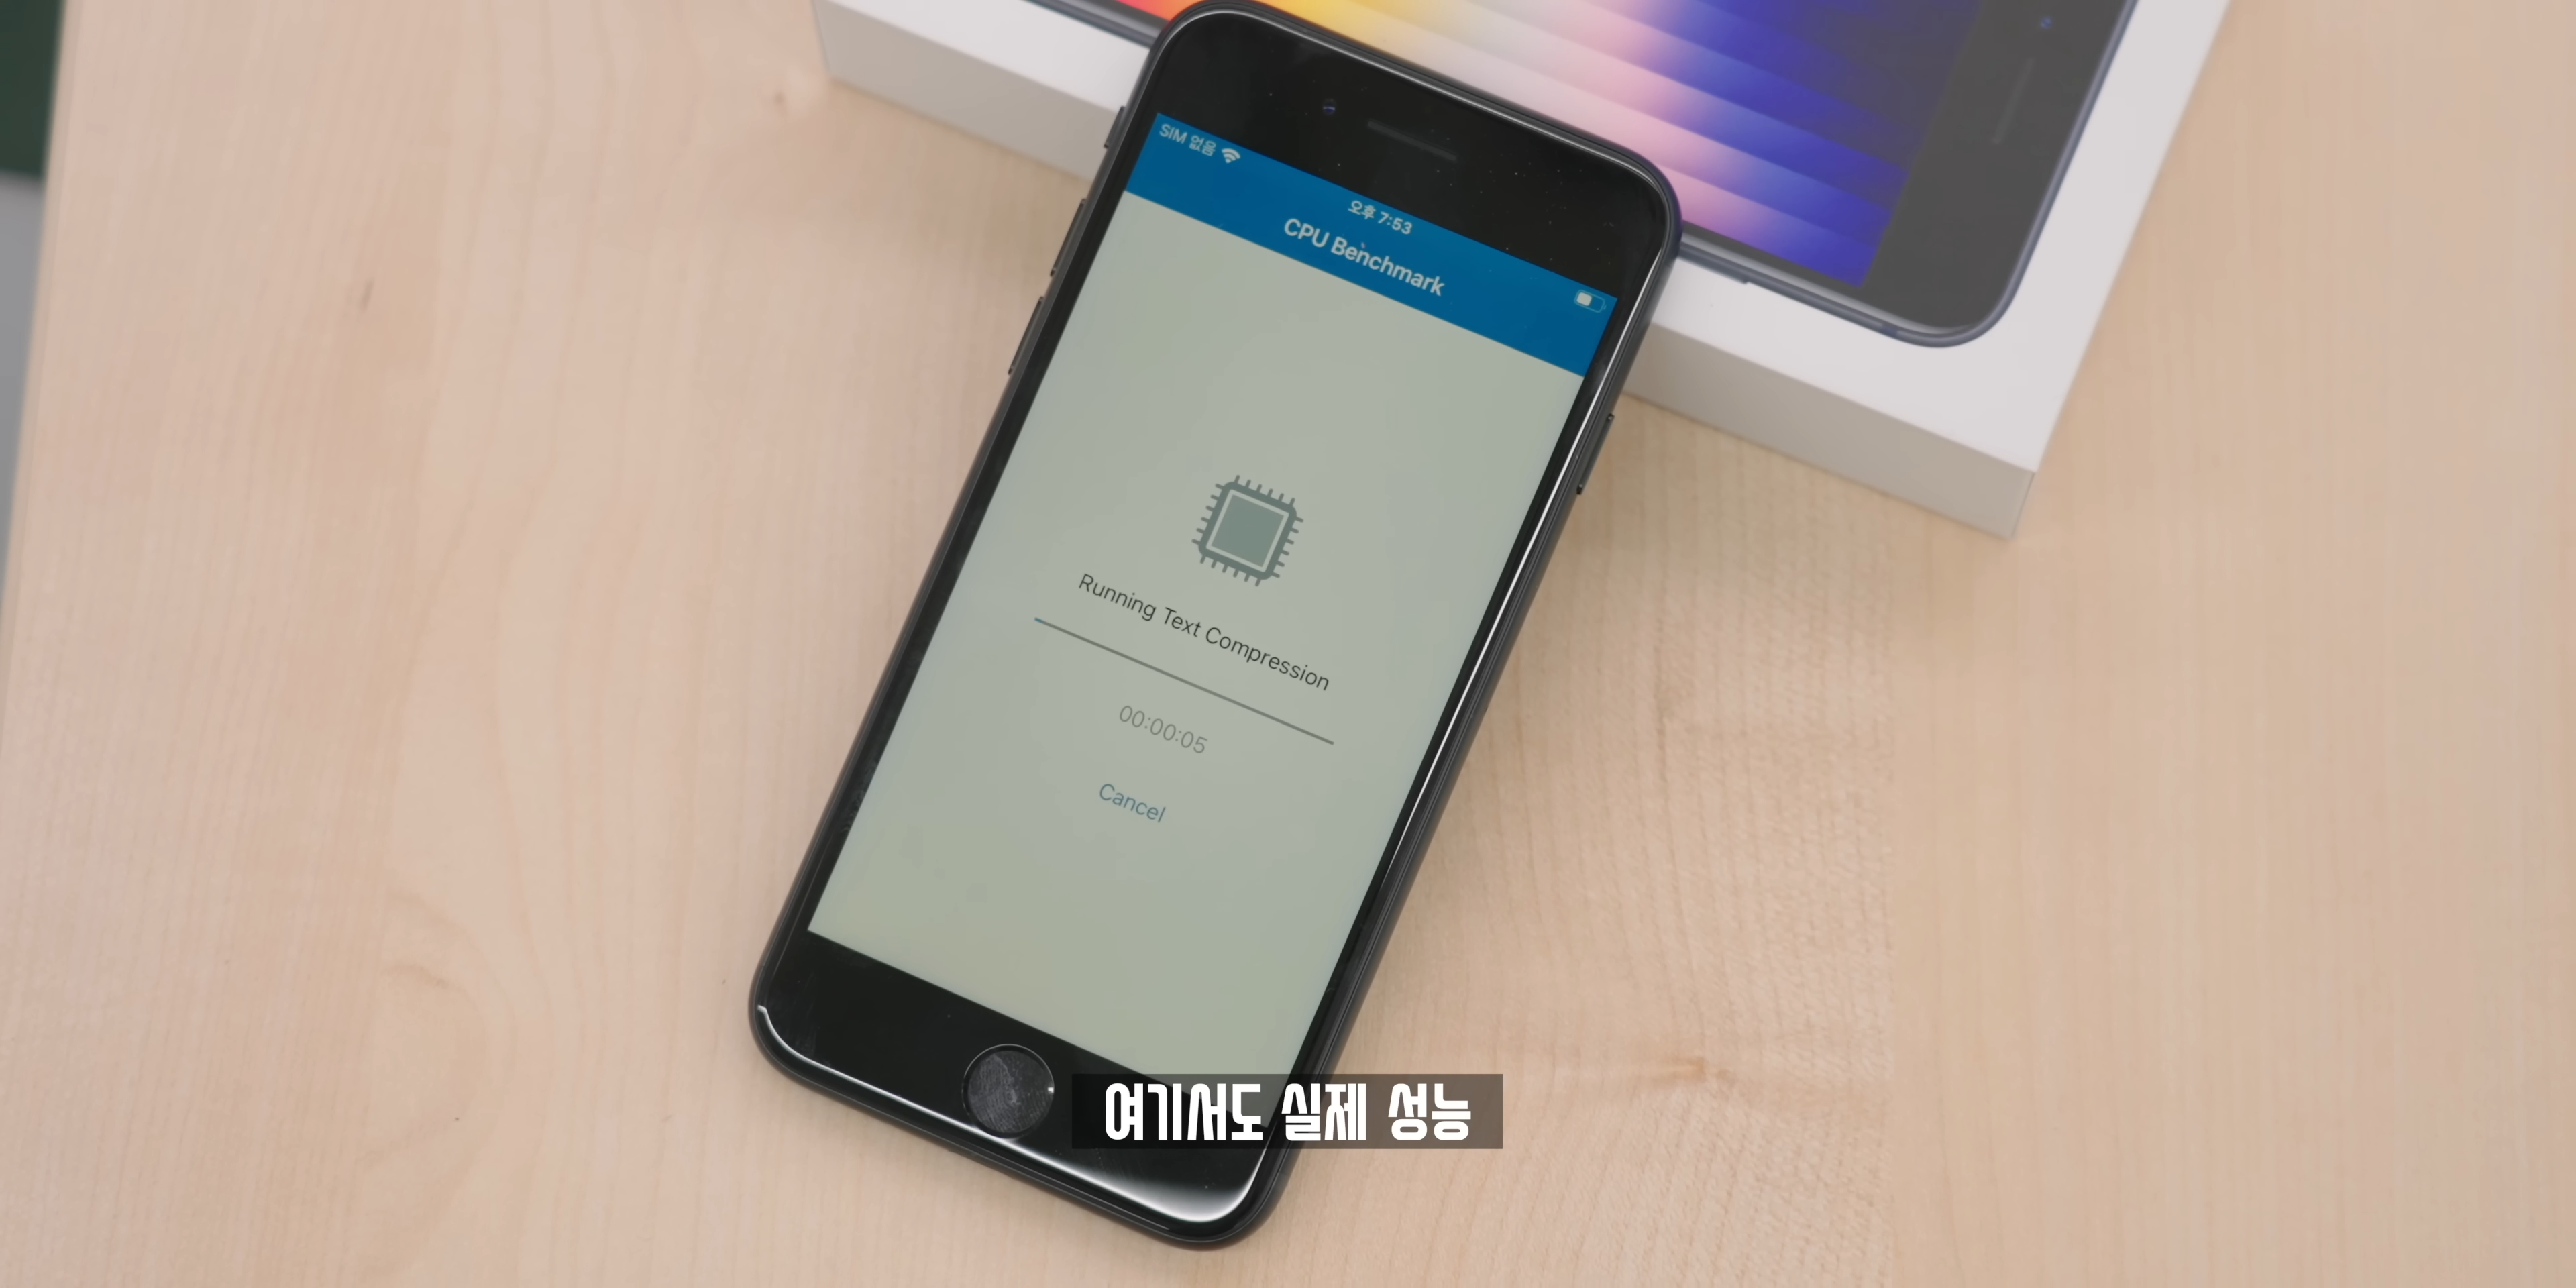 SIM 없음
오후 7:53
CPU Benchmark
Running Text Compression
00:00:05
Cancel
여기서도 실제 성능